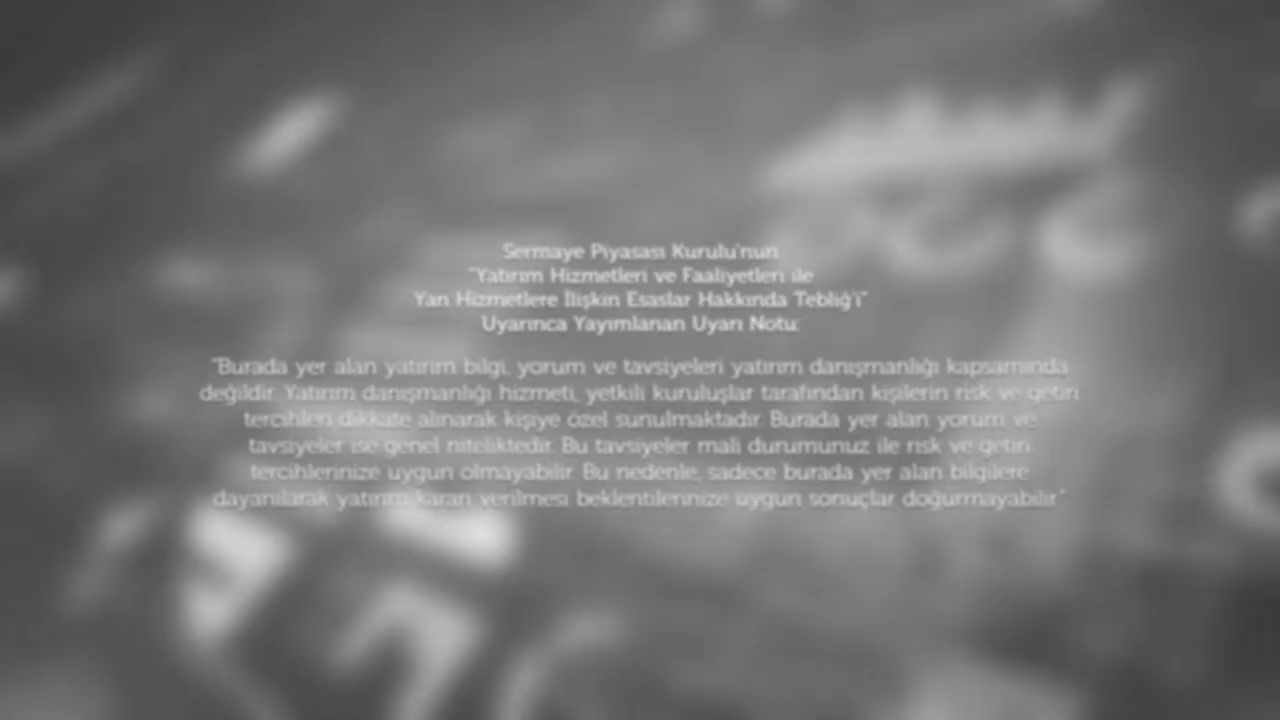 Sermaye Piyasası Kurulu'nun
"Yatırım Hizmetleri ve Faaliyetleri ile
Yan Hizmetlere İlişkin Esaslar Hakkında Tebliğ'i"
Uyarınca Yayımlanan Uyarı Notu:
"Burada yer alan yatırım bilgi, yorum ve tavsiyeleri yatırım danışmanlığı kapsamında
değildir. Yatırım danışmanlığı hizmeti, yetkili kuruluşlar tarafından kişilerin risk ve getiri
tercihleri dikkate alınarak kişiye özel sunulmaktadır. Burada yer alan yorum ve
tavsiyeler ise genel niteliktedir. Bu tavsiyeler mali durumunuz ile risk ve getiri
tercihlerinize uygun olmayabilir. Bu nedenle, sadece burada yer alan bilgilere
dayanılarak yatırım kararı verilmesi beklentilerinize uygun sonuçlar doğurmayabilir."